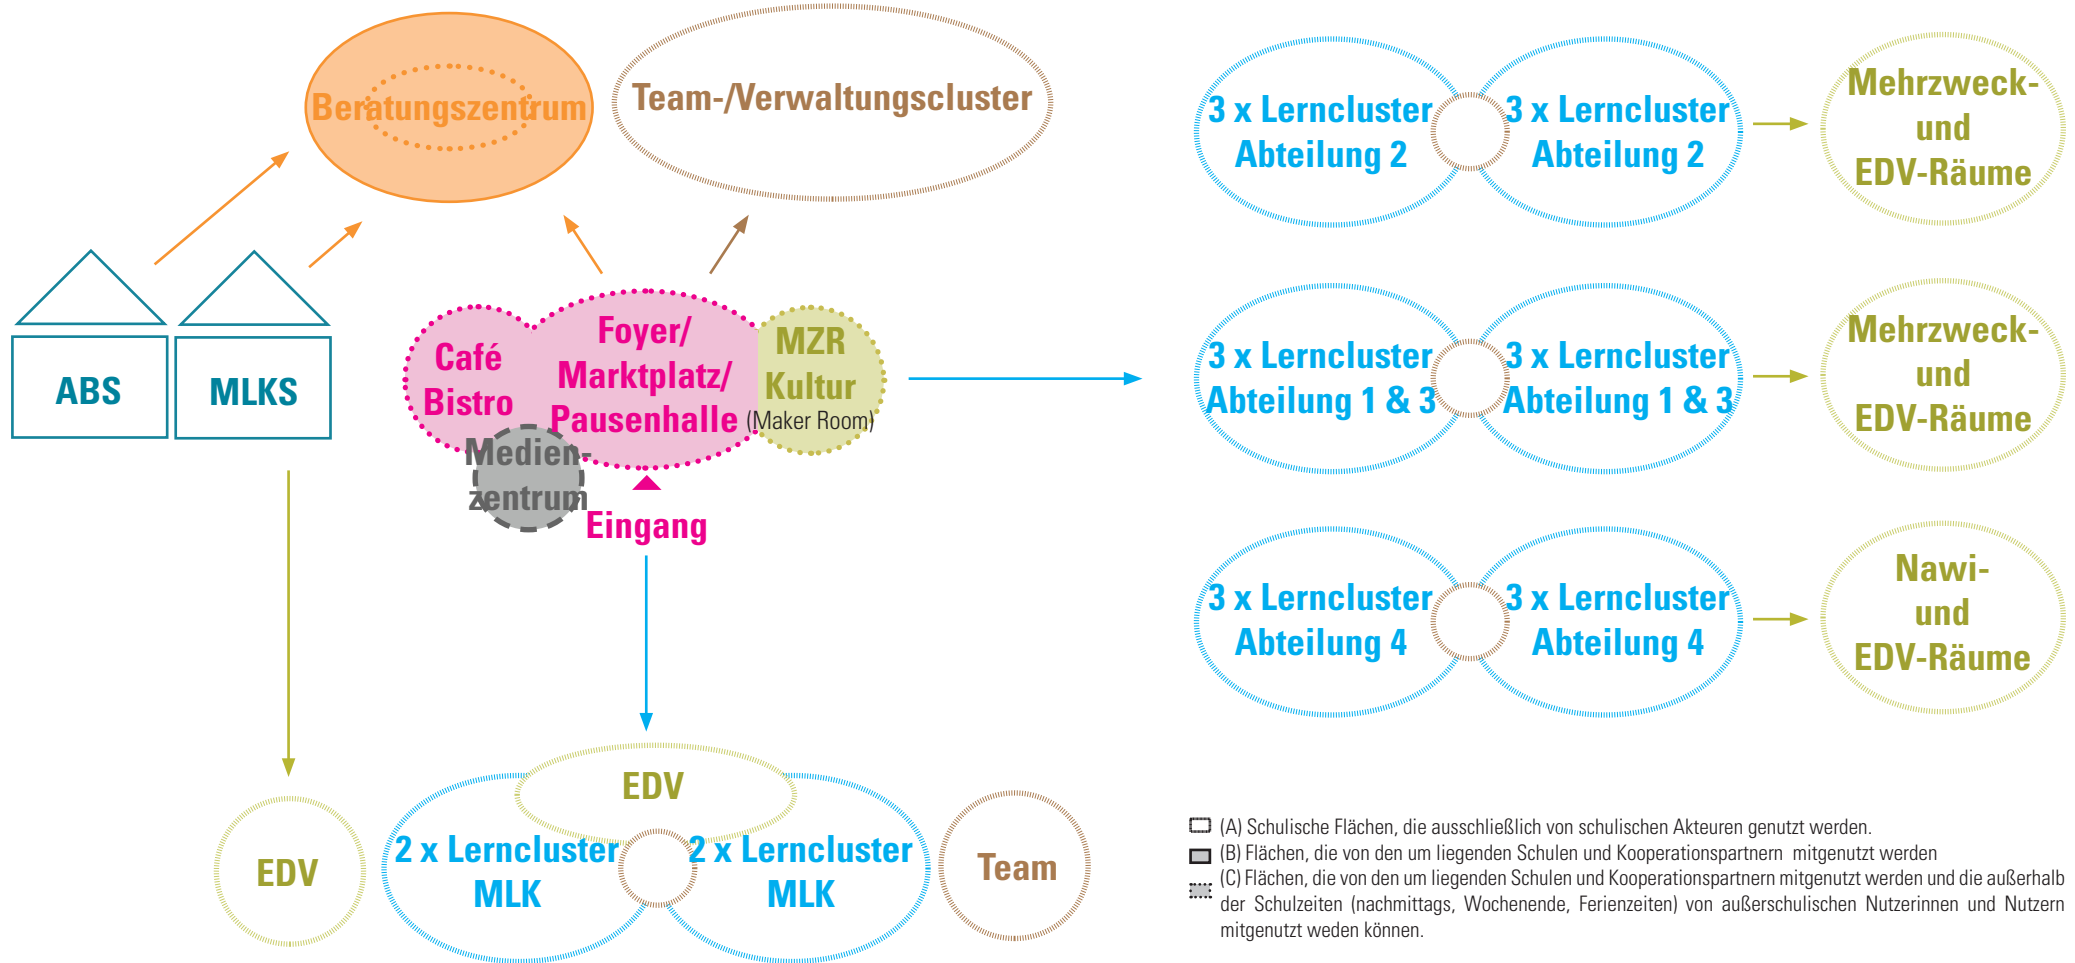 Beratungszentrum
Team-/Verwaltungscluster
ABS
MLKS
Café
Bistro
Foyer/
Marktplatz/
Pausenhalle
MZR
Kultur
(Maker Room)
Medien-
zentrum
Eingang
3 x Lerncluster
Abteilung 2
3 x Lerncluster
Abteilung 2
Mehrzweck-
und
EDV-Räume
3 x Lerncluster
Abteilung 1 & 3
3 x Lerncluster
Abteilung 1 & 3
Mehrzweck-
und
EDV-Räume
3 x Lerncluster
Abteilung 4
3 x Lerncluster
Abteilung 4
Nawi-
und
EDV-Räume
EDV
EDV
2 x Lerncluster
MLK
2 x Lerncluster
MLK
Team
(A) Schulische Flächen, die ausschließlich von schulischen Akteuren genutzt werden.
(B) Flächen, die von den um liegenden Schulen und Kooperationspartnern mitgenutzt werden
(C) Flächen, die von den um liegenden Schulen und Kooperationspartnern mitgenutzt werden und die außerhalb
der Schulzeiten (nachmittags, Wochenende, Ferienzeiten) von außerschulischen Nutzerinnen und Nutzern
mitgenutzt weden können.